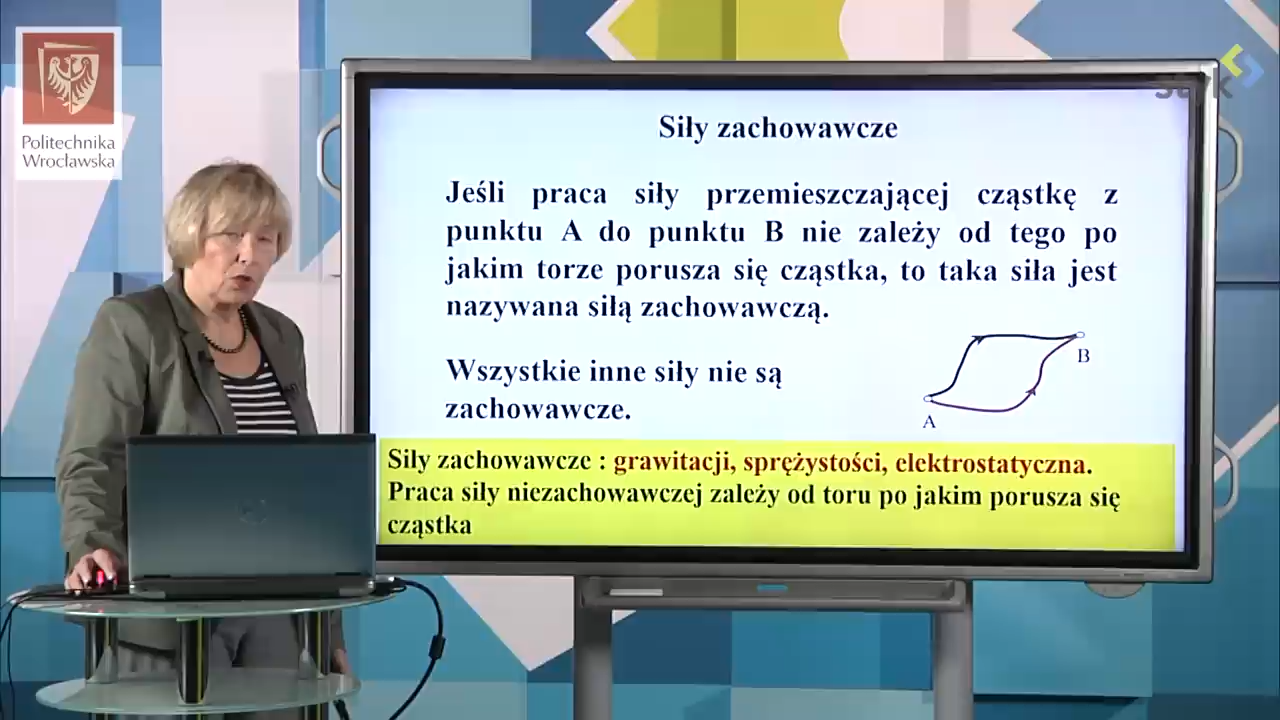 Politechnika
Wrocławska
Siły zachowawcze
Jeśli praca siły przemieszczającej cząstkę z
punktu A do punktu B nie zależy od tego po
jakim torze porusza się cząstka, to taka siła jest
nazywana siłą zachowawczą.
Wszystkie inne siły nie są
zachowawcze.
B
A
Siły zachowawcze : grawitacji, sprężystości, elektrostatyczna.
Praca siły niezachowawczej zależy od toru po jakim porusza się
cząstka